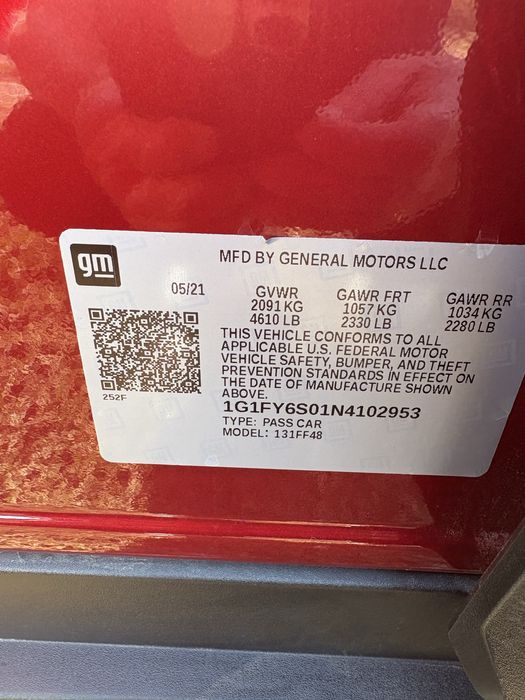 gm
MFD BY GENERAL MOTORS LLC
05/21
GVWR GAWR FRT GAWR RR
2091 KG 1057 KG 1034 KG
4610 LB 2330 LB 2280 LB
THIS VEHICLE CONFORMS TO ALL
APPLICABLE U.S. FEDERAL MOTOR
VEHICLE SAFETY, BUMPER, AND THEFT
PREVENTION STANDARDS IN EFFECT ON
THE DATE OF MANUFACTURE SHOWN
ABOVE.
252F
1G1FY6S01N4102953
TYPE: PASS CAR
MODEL: 131FF48